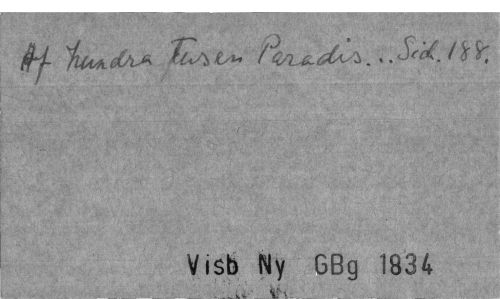 Af hundra Tusen Paradis... Sid. 188.
Visb Ny GBg 1834